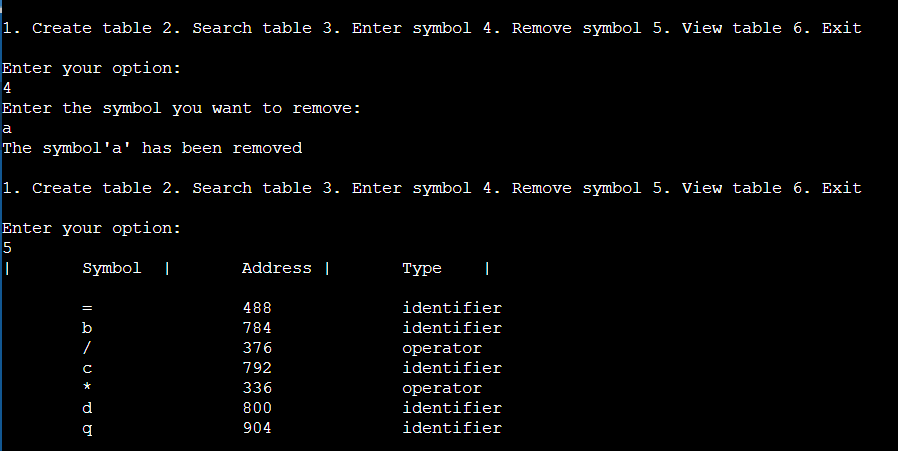 1. Create table 2. Search table 3. Enter symbol 4. Remove symbol 5. View table 6. Exit
Enter your option:
4
Enter the symbol you want to remove:
a
The symbol'a' has been removed
1. Create table 2. Search table 3. Enter symbol 4. Remove symbol 5. View table 6. Exit
Enter your option:
5
| Symbol | Address | Type |
= 488 identifier
b 784 identifier
/ 376 operator
c 792 identifier
* 336 operator
d 800 identifier
q 904 identifier